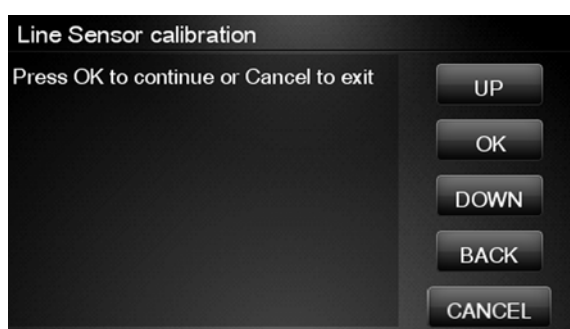 Line Sensor calibration
Press OK to continue or Cancel to exit
UP
OK
DOWN
BACK
CANCEL